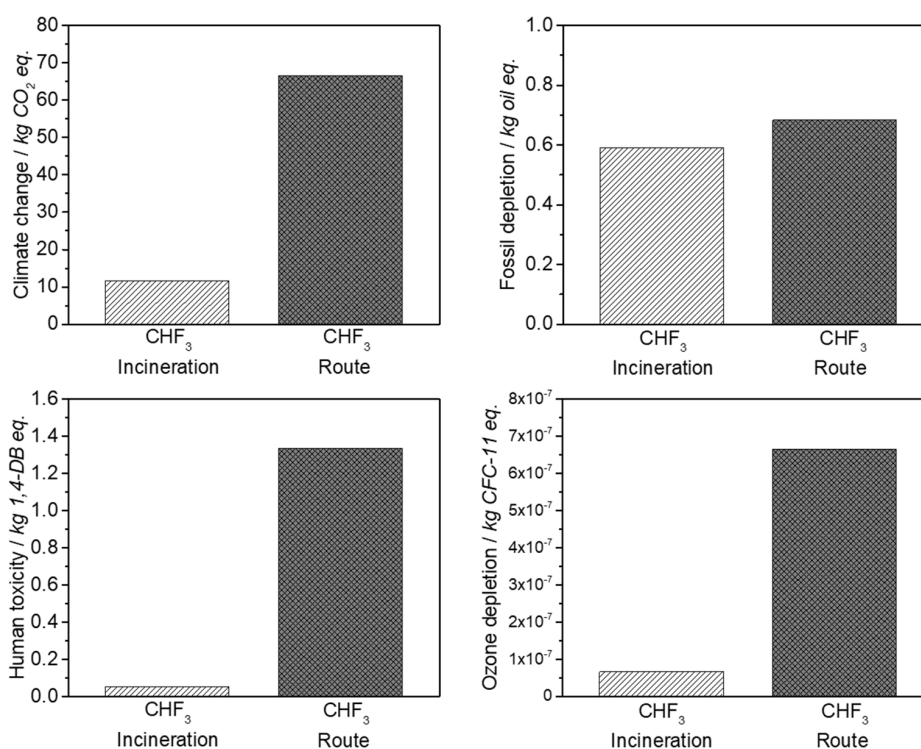 Climate change / kg CO₂ eq.
80
70
60
50
40
30
20
10
0
CHF₃
Incineration
CHF₃
Route
Fossil depletion / kg oil eq.
1.0
0.8
0.6
0.4
0.2
0.0
CHF₃
Incineration
CHF₃
Route
Human toxicity / kg 1,4-DB eq.
1.6
1.4
1.2
1.0
0.8
0.6
0.4
0.2
0.0
CHF₃
Incineration
CHF₃
Route
Ozone depletion / kg CFC-11 eq.
8x10⁻⁷
7x10⁻⁷
6x10⁻⁷
5x10⁻⁷
4x10⁻⁷
3x10⁻⁷
2x10⁻⁷
1x10⁻⁷
0
CHF₃
Incineration
CHF₃
Route